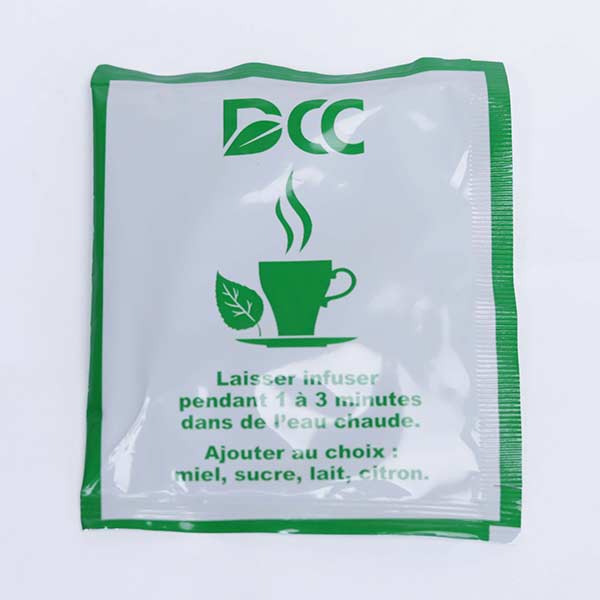 DCC
Laisser infuser
pendant 1 à 3 minutes
dans de l'eau chaude.
Ajouter au choix :
miel, sucre, lait, citron.